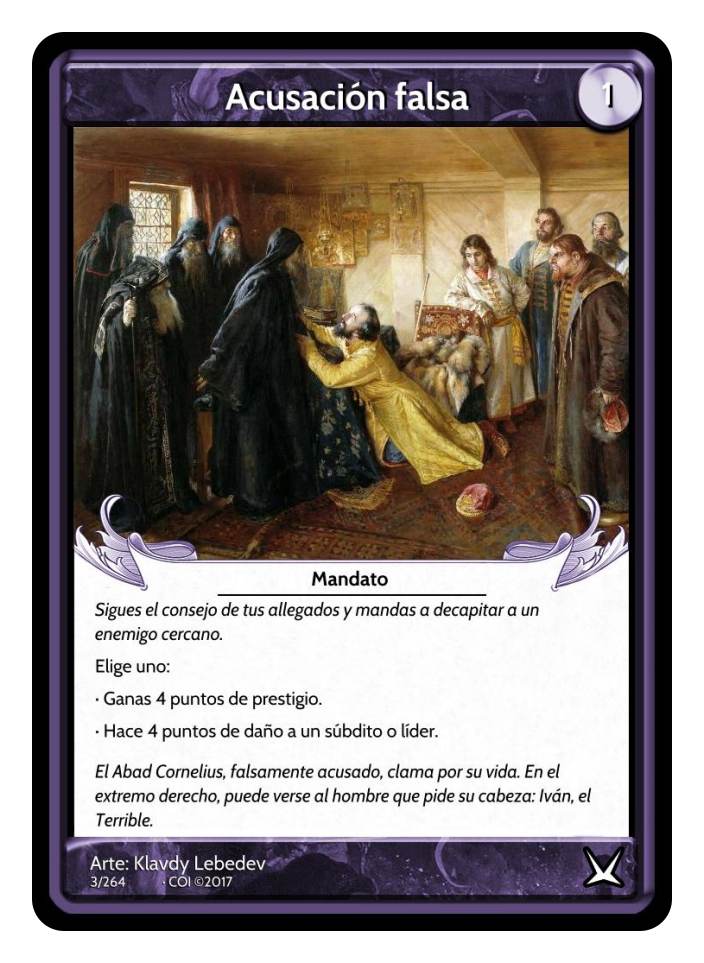 Acusación falsa
1
Mandato
Sigues el consejo de tus allegados y mandas a decapitar a un
enemigo cercano.
Elige uno:
· Ganas 4 puntos de prestigio.
· Hace 4 puntos de daño a un súbdito o líder.
El Abad Cornelius, falsamente acusado, clama por su vida. En el
extremo derecho, puede verse al hombre que pide su cabeza: Iván, el
Terrible.
Arte: Klavdy Lebedev
3/264 · COI ©2017